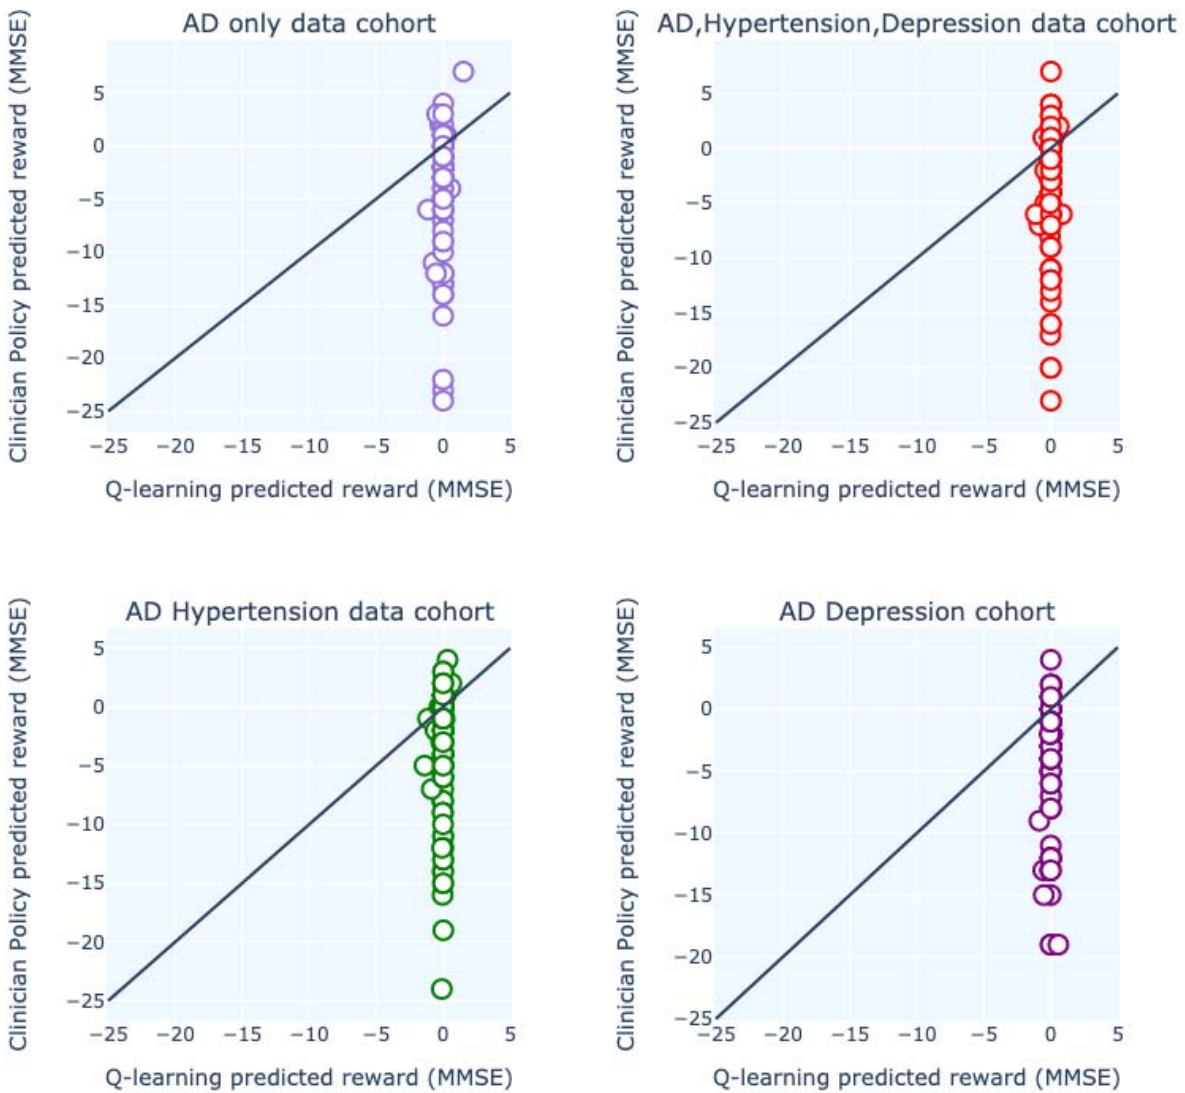 AD only data cohort
Clinician Policy predicted reward (MMSE)
5
0
−5
−10
−15
−20
−25
−25 −20 −15 −10 −5 0 5
Q-learning predicted reward (MMSE)
AD,Hypertension,Depression data cohort
Clinician Policy predicted reward (MMSE)
5
0
−5
−10
−15
−20
−25
−25 −20 −15 −10 −5 0 5
Q-learning predicted reward (MMSE)
AD Hypertension data cohort
Clinician Policy predicted reward (MMSE)
5
0
−5
−10
−15
−20
−25
−25 −20 −15 −10 −5 0 5
Q-learning predicted reward (MMSE)
AD Depression cohort
Clinician Policy predicted reward (MMSE)
5
0
−5
−10
−15
−20
−25
−25 −20 −15 −10 −5 0 5
Q-learning predicted reward (MMSE)